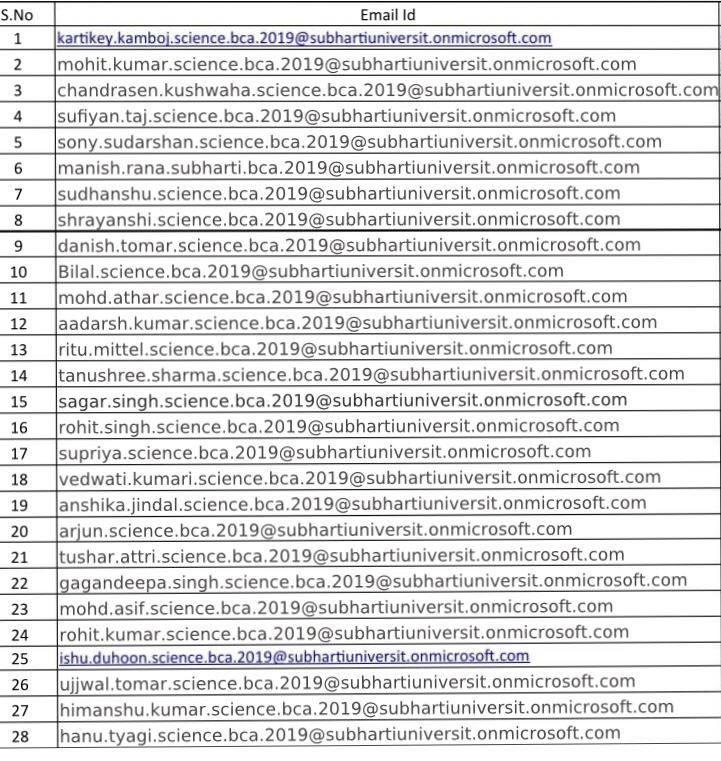 S.No Email Id
1 kartikey.kamboj.science.bca.2019@subhartiuniversit.onmicrosoft.com
2 mohit.kumar.science.bca.2019@subhartiuniversit.onmicrosoft.com
3 chandrasen.kushwaha.science.bca.2019@subhartiuniversit.onmicrosoft.com
4 sufiyan.taj.science.bca.2019@subhartiuniversit.onmicrosoft.com
5 sony.sudarshan.science.bca.2019@subhartiuniversit.onmicrosoft.com
6 manish.rana.subharti.bca.2019@subhartiuniversit.onmicrosoft.com
7 sudhanshu.science.bca.2019@subhartiuniversit.onmicrosoft.com
8 shrayanshi.science.bca.2019@subhartiuniversit.onmicrosoft.com
9 danish.tomar.science.bca.2019@subhartiuniversit.onmicrosoft.com
10 Bilal.science.bca.2019@subhartiuniversit.onmicrosoft.com
11 mohd.athar.science.bca.2019@subhartiuniversit.onmicrosoft.com
12 aadarsh.kumar.science.bca.2019@subhartiuniversit.onmicrosoft.com
13 ritu.mittel.science.bca.2019@subhartiuniversit.onmicrosoft.com
14 tanushree.sharma.science.bca.2019@subhartiuniversit.onmicrosoft.com
15 sagar.singh.science.bca.2019@subhartiuniversit.onmicrosoft.com
16 rohit.singh.science.bca.2019@subhartiuniversit.onmicrosoft.com
17 supriya.science.bca.2019@subhartiuniversit.onmicrosoft.com
18 vedwati.kumari.science.bca.2019@subhartiuniversit.onmicrosoft.com
19 anshika.jindal.science.bca.2019@subhartiuniversit.onmicrosoft.com
20 arjun.science.bca.2019@subhartiuniversit.onmicrosoft.com
21 tushar.attri.science.bca.2019@subhartiuniversit.onmicrosoft.com
22 gagandeepa.singh.science.bca.2019@subhartiuniversit.onmicrosoft.com
23 mohd.asif.science.bca.2019@subhartiuniversit.onmicrosoft.com
24 rohit.kumar.science.bca.2019@subhartiuniversit.onmicrosoft.com
25 ishu.duhoon.science.bca.2019@subhartiuniversit.onmicrosoft.com
26 ujjwal.tomar.science.bca.2019@subhartiuniversit.onmicrosoft.com
27 himanshu.kumar.science.bca.2019@subhartiuniversit.onmicrosoft.com
28 hanu.tyagi.science.bca.2019@subhartiuniversit.onmicrosoft.com